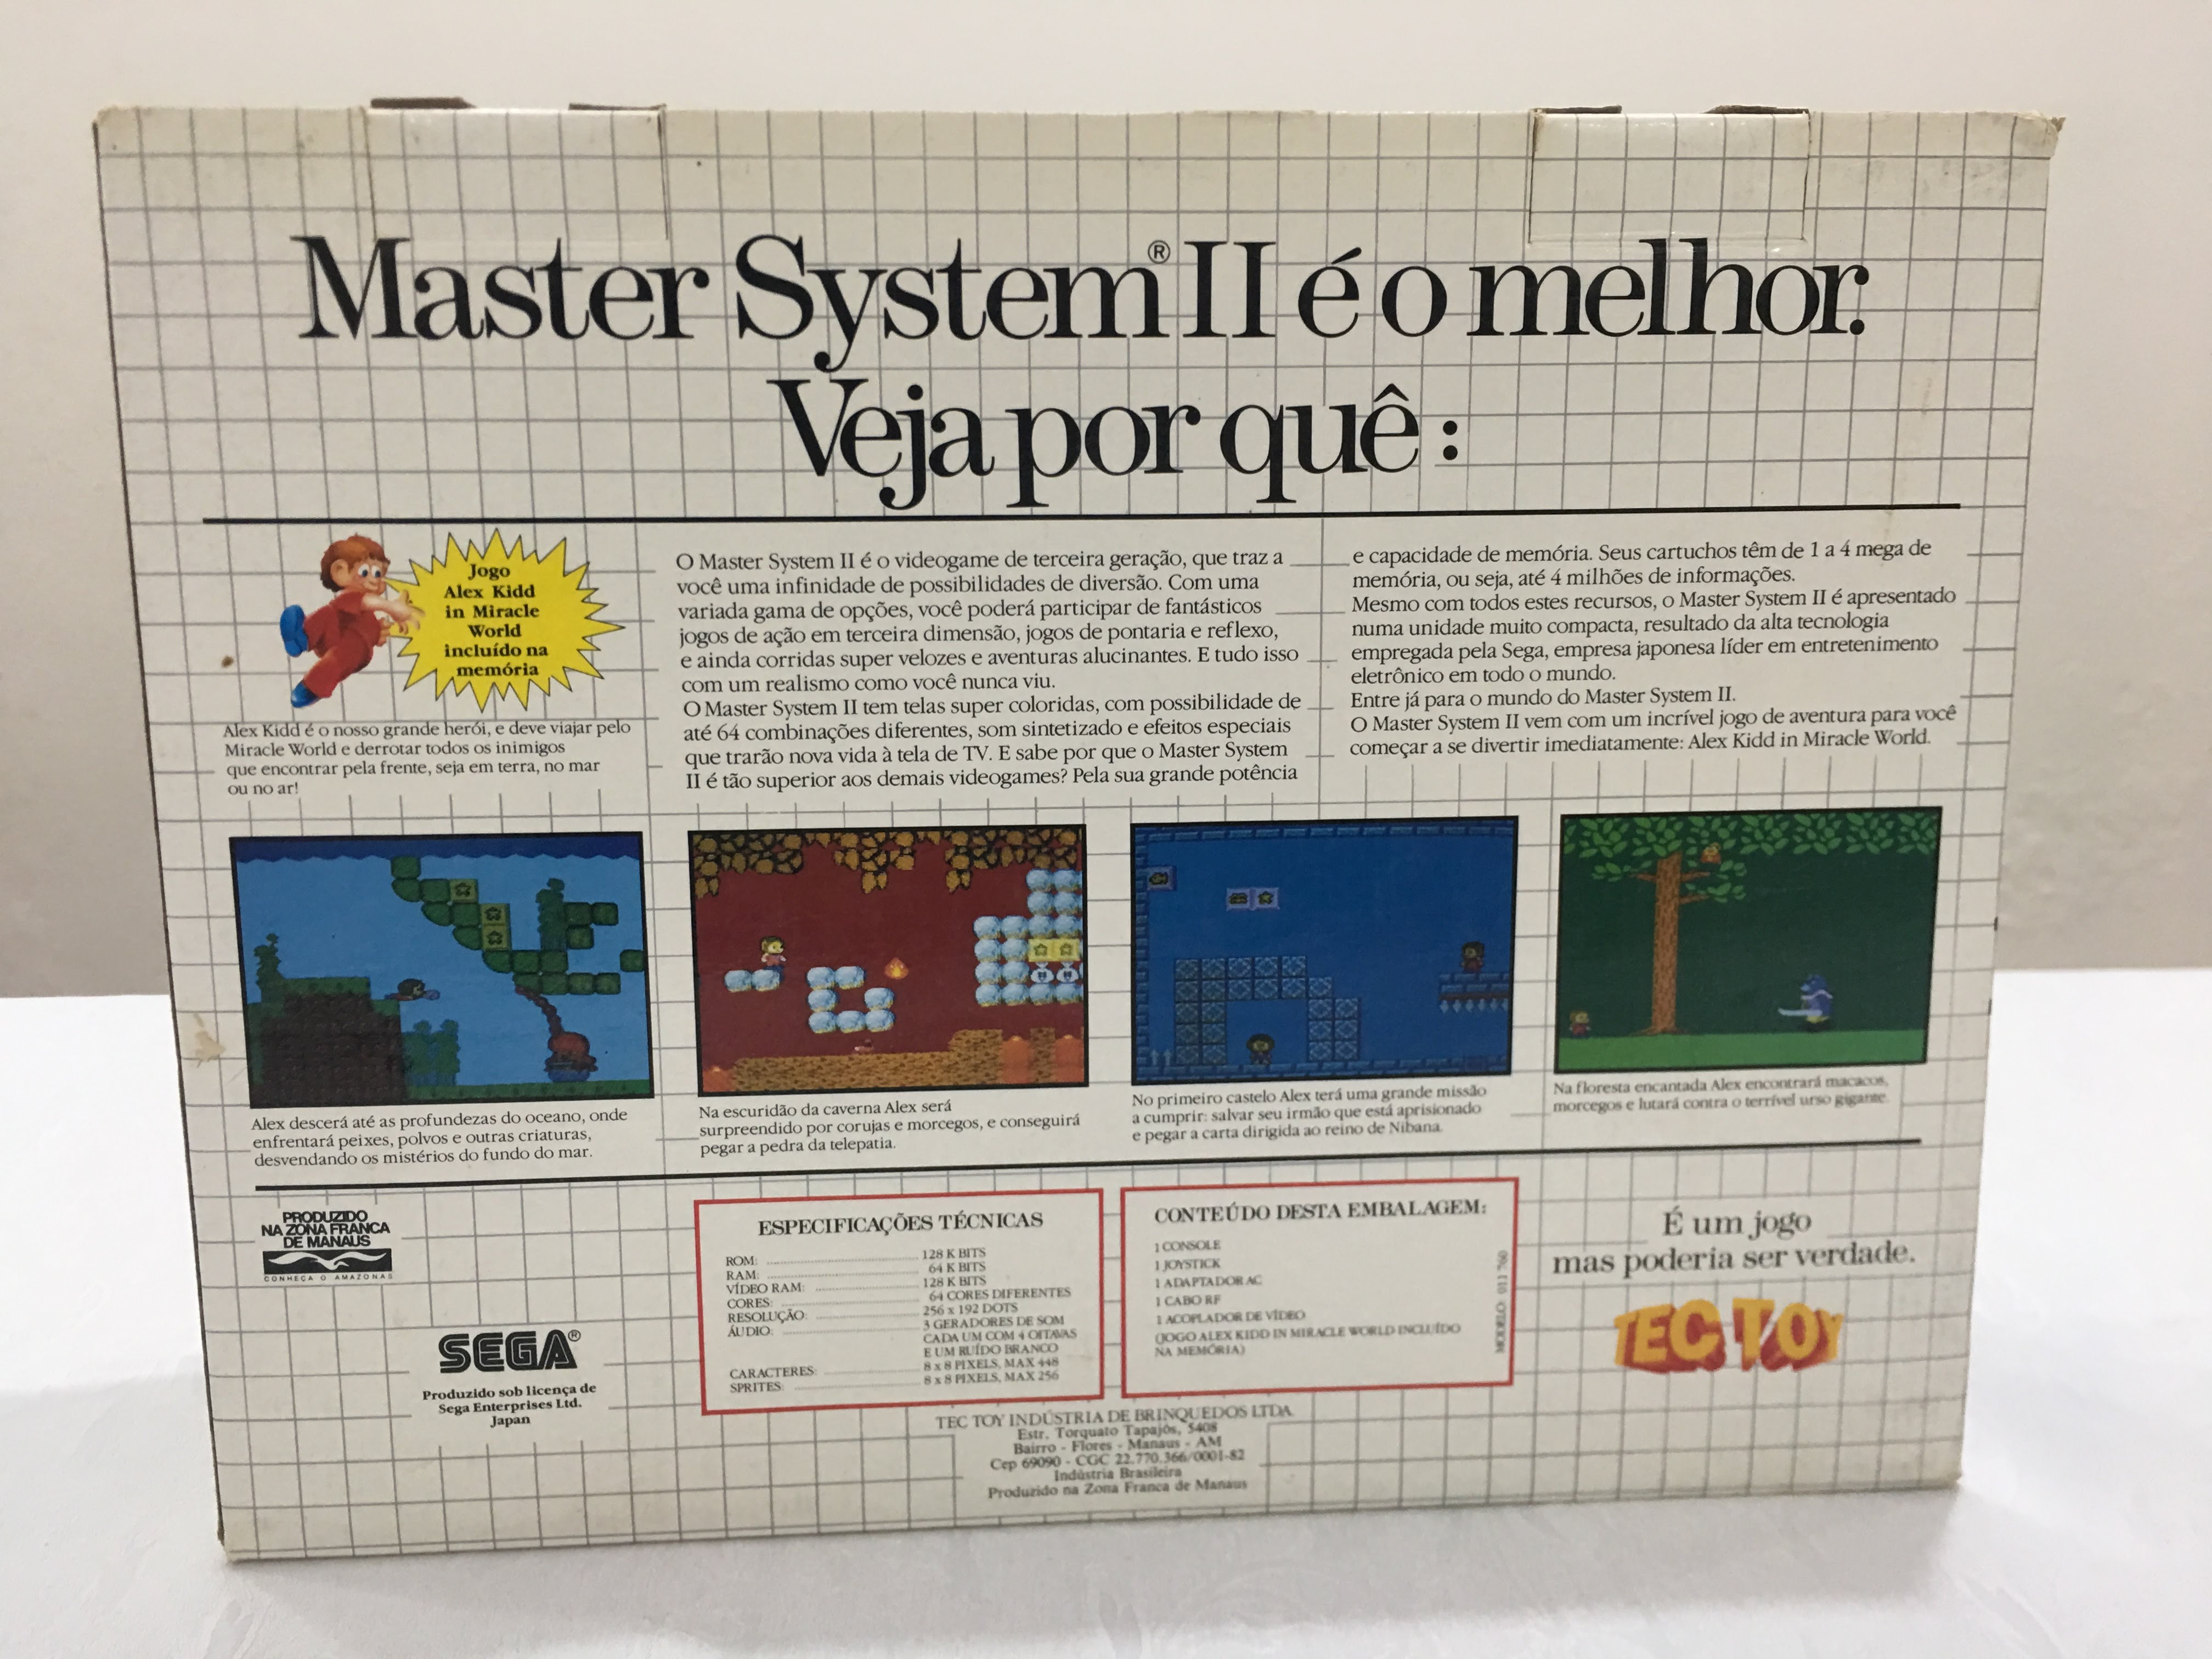 Master System® II é o melhor.
Veja por quê:
Jogo
Alex Kidd
in Miracle
World
incluído na
memória
Alex Kidd é o nosso grande herói, e deve viajar pelo
Miracle World e derrotar todos os inimigos
que encontrar pela frente, seja em terra, no mar
ou no ar!
O Master System II é o videogame de terceira geração, que traz a
você uma infinidade de possibilidades de diversão. Com uma
variada gama de opções, você poderá participar de fantásticos
jogos de ação em terceira dimensão, jogos de pontaria e reflexo,
e ainda corridas super velozes e aventuras alucinantes. E tudo isso
com um realismo como você nunca viu.
O Master System II tem telas super coloridas, com possibilidade de
até 64 combinações diferentes, som sintetizado e efeitos especiais
que trarão nova vida à tela de TV. E sabe por que o Master System
II é tão superior aos demais videogames? Pela sua grande potência
e capacidade de memória. Seus cartuchos têm de 1 a 4 mega de
memória, ou seja, até 4 milhões de informações.
Mesmo com todos estes recursos, o Master System II é apresentado
numa unidade muito compacta, resultado da alta tecnologia
empregada pela Sega, empresa japonesa líder em entretenimento
eletrônico em todo o mundo.
Entre já para o mundo do Master System II.
O Master System II vem com um incrível jogo de aventura para você
começar a se divertir imediatamente: Alex Kidd in Miracle World.
Alex descerá até as profundezas do oceano, onde
enfrentará peixes, polvos e outras criaturas,
desvendando os mistérios do fundo do mar.
Na escuridão da caverna Alex será
surpreendido por corujas e morcegos, e conseguirá
pegar a pedra da telepatia.
No primeiro castelo Alex terá uma grande missão
a cumprir: salvar seu irmão que está aprisionado
e pegar a carta dirigida ao reino de Nibana.
Na floresta encantada Alex encontrará macacos,
morcegos e lutará contra o terrível urso gigante.
PRODUZIDO
NA ZONA FRANCA
DE MANAUS
CONHEÇA O AMAZONAS
SEGA®
Produzido sob licença de
Sega Enterprises Ltd.
Japan
ESPECIFICAÇÕES TÉCNICAS
ROM: 128 K BITS
RAM: 64 K BITS
VÍDEO RAM: 128 K BITS
CORES: 64 CORES DIFERENTES
RESOLUÇÃO: 256 x 192 DOTS
ÁUDIO: 3 GERADORES DE SOM
CADA UM COM 4 OITAVAS
E UM RUÍDO BRANCO
CARACTERES: 8 x 8 PIXELS, MAX 448
SPRITES: 8 x 8 PIXELS, MAX 256
CONTEÚDO DESTA EMBALAGEM:
1 CONSOLE
1 JOYSTICK
1 ADAPTADOR AC
1 CABO RF
1 ACOPLADOR DE VÍDEO
(JOGO ALEX KIDD IN MIRACLE WORLD INCLUÍDO
NA MEMÓRIA)
MODELO 011 760
É um jogo
mas poderia ser verdade.
TEC TOY
TEC TOY INDÚSTRIA DE BRINQUEDOS LTDA.
Estr. Torquato Tapajós, 5408
Bairro - Flores - Manaus - AM
Cep 69090 - CGC 22.770.366/0001-82
Indústria Brasileira
Produzido na Zona Franca de Manaus